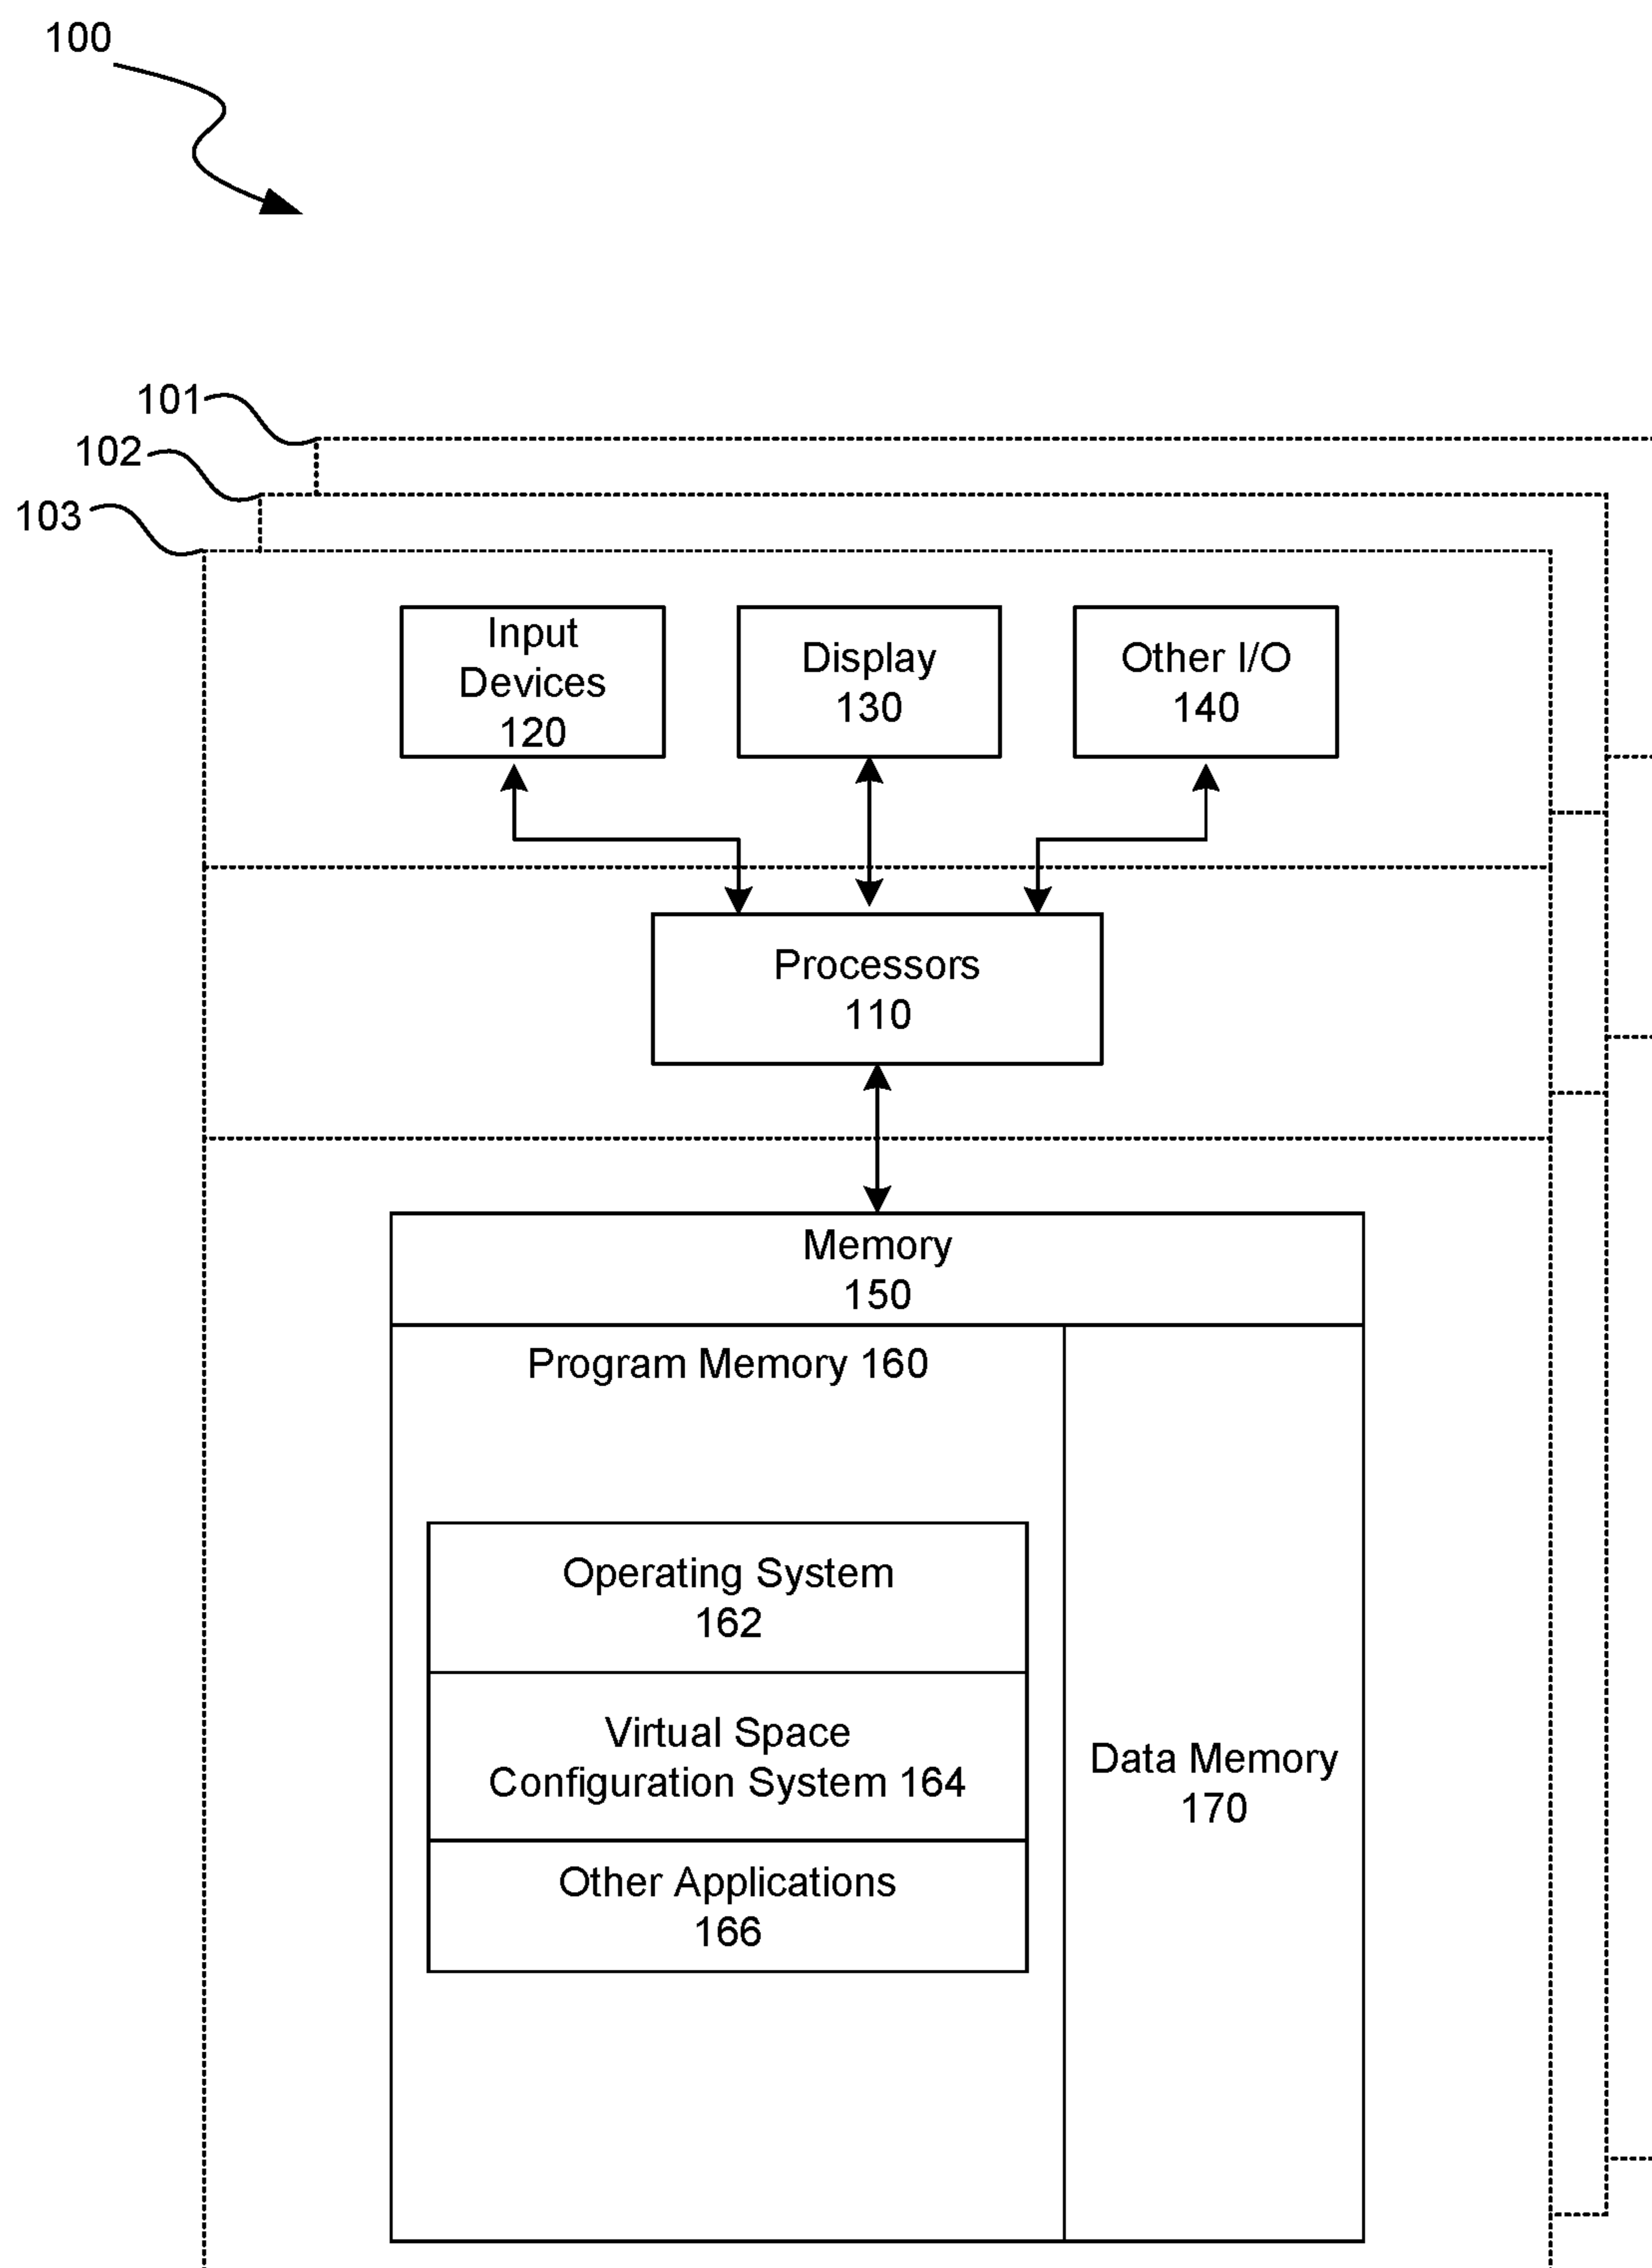 100
101
102
103
Input
Devices
120
Display
130
Other I/O
140
Processors
110
Memory
150
Program Memory 160
Operating System
162
Virtual Space
Configuration System 164
Other Applications
166
Data Memory
170